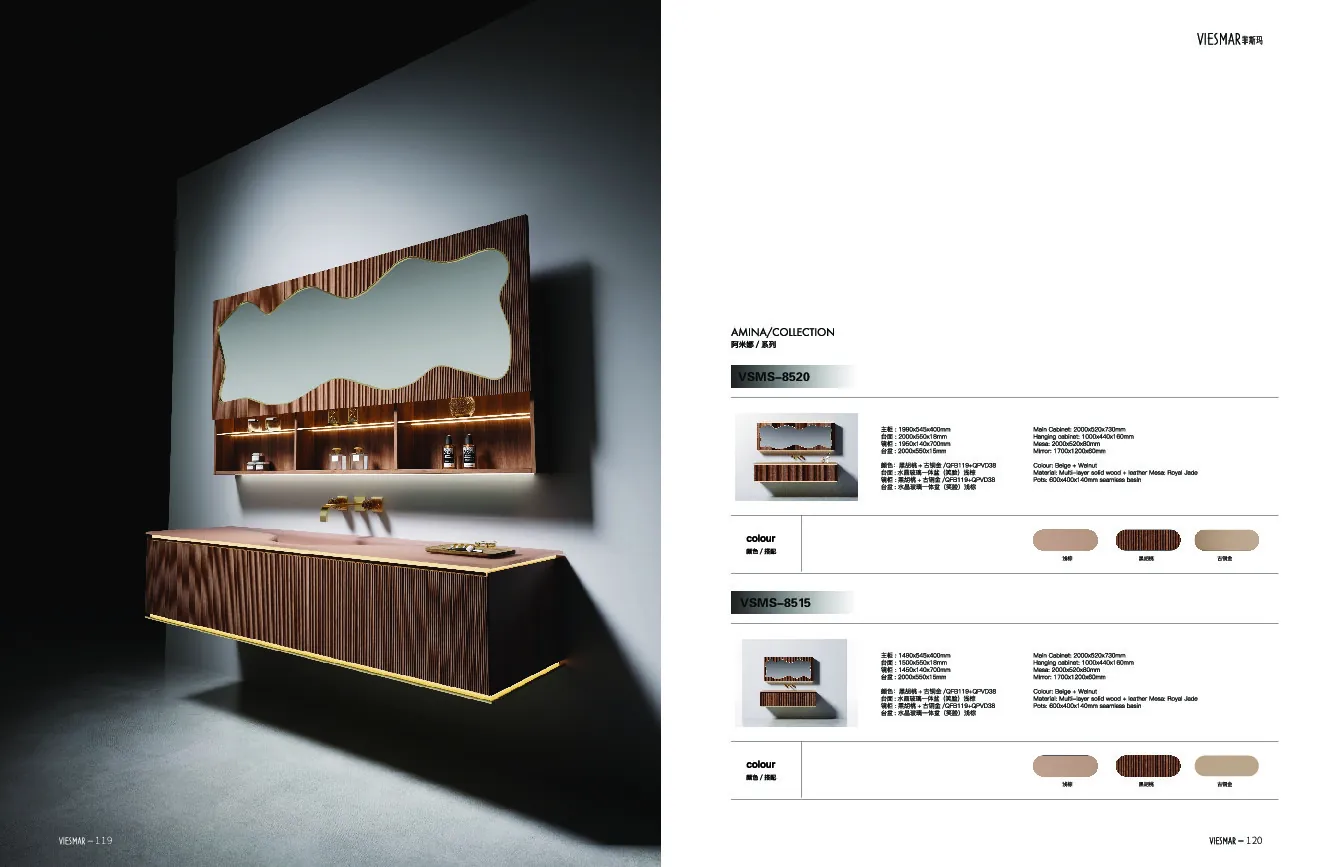 VIESMAR菲斯玛
AMINA/COLLECTION
阿米娜 / 系列
VSMS-8520
主柜 : 1990x545x400mm
台面 : 2000x550x18mm
镜柜 : 1950x140x700mm
台盆 : 2000x550x15mm
颜色: 黑胡桃 + 古铜金 /QFB119+QPVD38
台面 : 水晶玻璃一体盆（笑脸）浅棕
镜柜 : 黑胡桃 + 古铜金 /QFB119+QPVD38
台盆 : 水晶玻璃一体盆（笑脸）浅棕
Main Cabinet: 2000x520x730mm
Hanging cabinet: 1000x440x160mm
Mesa: 2000x520x80mm
Mirror: 1700x1200x60mm
Colour: Beige + Walnut
Material: Multi-layer solid wood + leather Mesa: Royal Jade
Pots: 600x400x140mm seamless basin
colour
颜色 / 搭配
浅棕
黑胡桃
古铜金
VSMS-8515
主柜 : 1490x545x400mm
台面 : 1500x550x18mm
镜柜 : 1450x140x700mm
台盆 : 2000x550x15mm
颜色: 黑胡桃 + 古铜金 /QFB119+QPVD38
台面 : 水晶玻璃一体盆（笑脸）浅棕
镜柜 : 黑胡桃 + 古铜金 /QFB119+QPVD38
台盆 : 水晶玻璃一体盆（笑脸）浅棕
Main Cabinet: 2000x520x730mm
Hanging cabinet: 1000x440x160mm
Mesa: 2000x520x80mm
Mirror: 1700x1200x60mm
Colour: Beige + Walnut
Material: Multi-layer solid wood + leather Mesa: Royal Jade
Pots: 600x400x140mm seamless basin
colour
颜色 / 搭配
浅棕
黑胡桃
古铜金
VIESMAR — 119
VIESMAR — 120